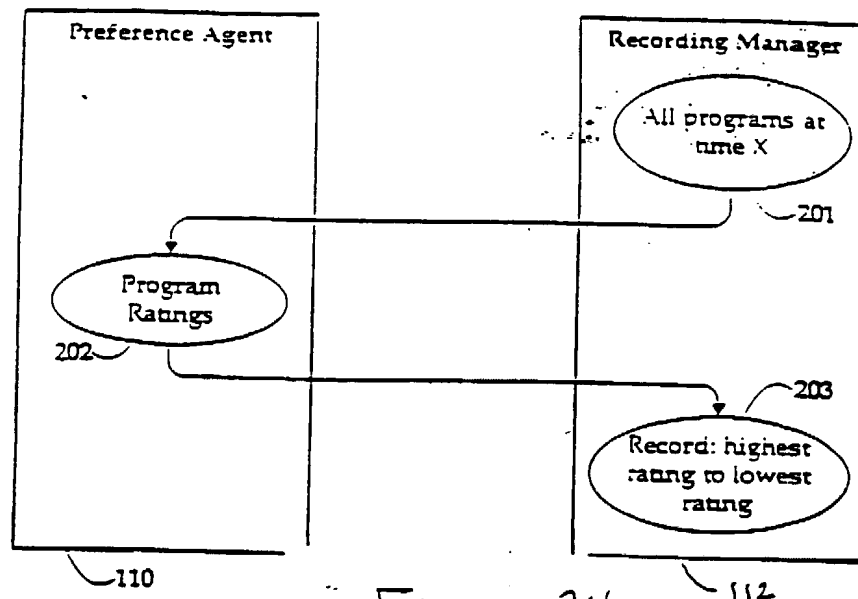 Preference Agent
Recording Manager
All programs at
time X
201
Program
Ratings
202
203
Record: highest
rating to lowest
rating
110
112